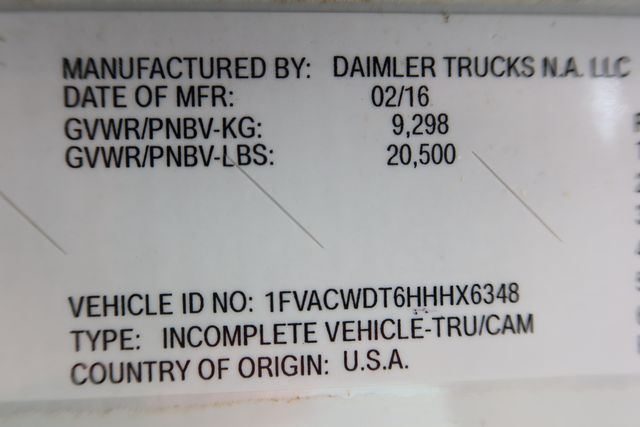 MANUFACTURED BY: DAIMLER TRUCKS N.A. LLC
DATE OF MFR: 02/16
GVWR/PNBV-KG: 9,298
GVWR/PNBV-LBS: 20,500
VEHICLE ID NO: 1FVACWDT6HHHX6348
TYPE: INCOMPLETE VEHICLE-TRU/CAM
COUNTRY OF ORIGIN: U.S.A.